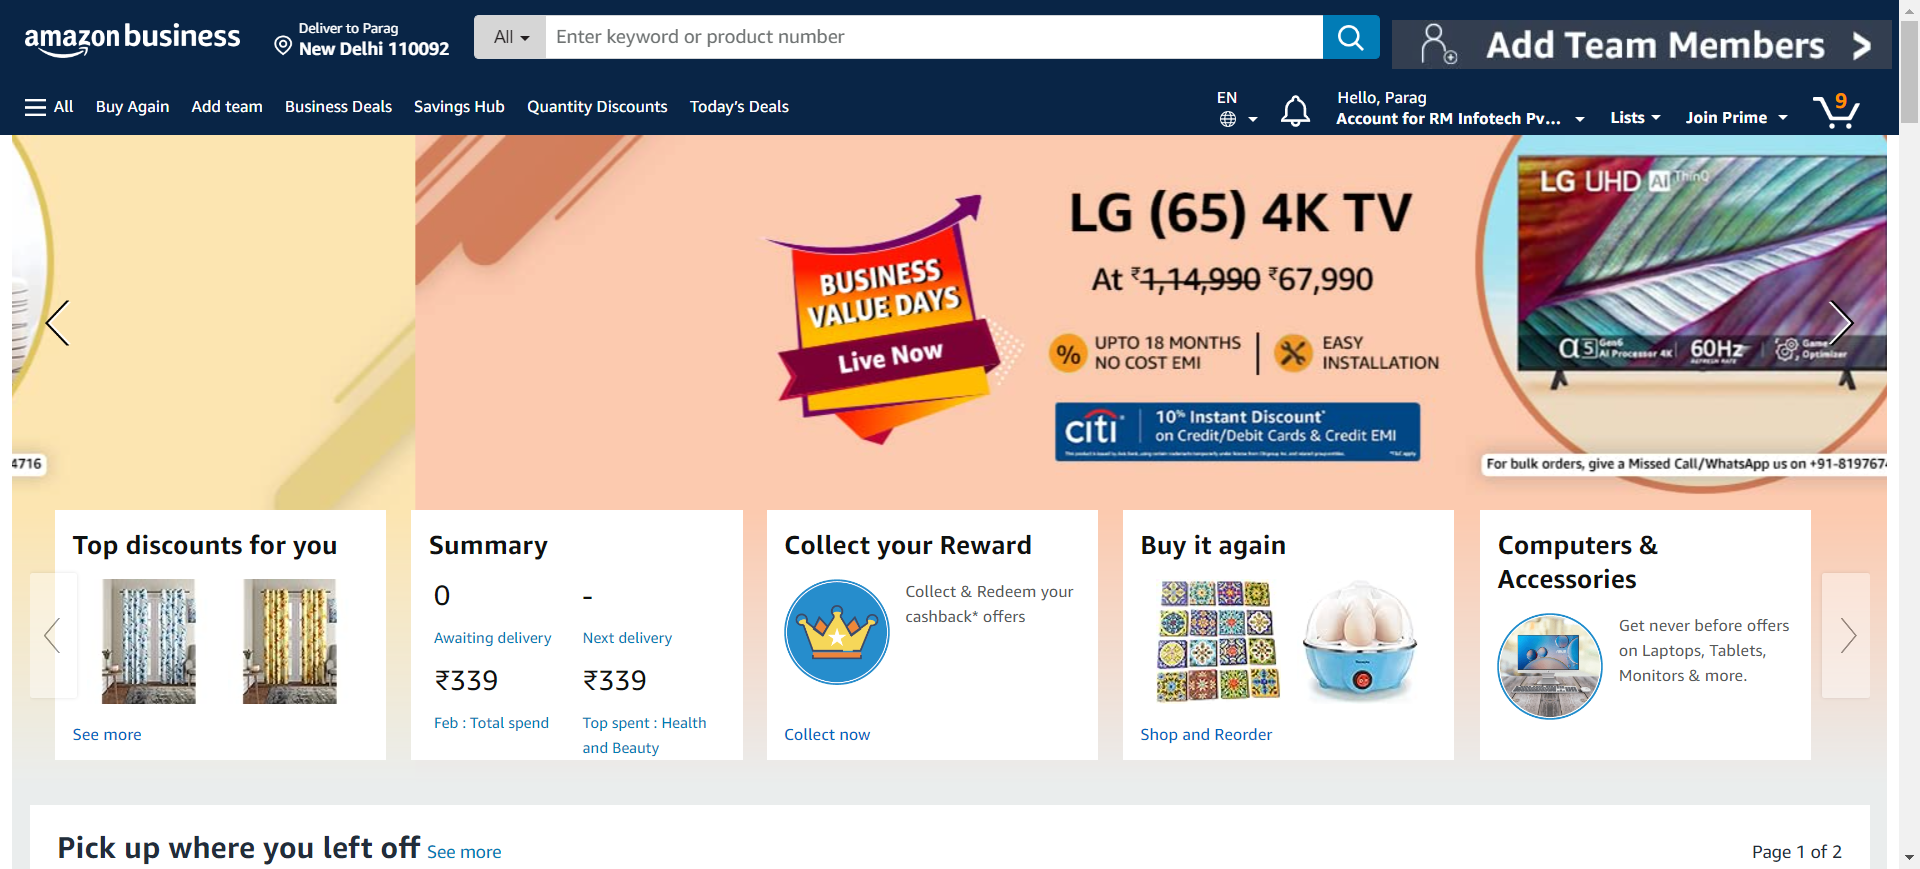 amazon business
Deliver to Parag
New Delhi 110092
All
Enter keyword or product number
Add Team Members
All
Buy Again
Add team
Business Deals
Savings Hub
Quantity Discounts
Today's Deals
EN
Hello, Parag
Account for RM Infotech Pv...
Lists
Join Prime
9
BUSINESS
VALUE DAYS
Live Now
LG (65) 4K TV
At ₹1,14,990 ₹67,990
%
UPTO 18 MONTHS
NO COST EMI
EASY
INSTALLATION
citi
10% Instant Discount*
on Credit/Debit Cards & Credit EMI
LG UHD AI ThinQ
α5 Gen6
AI Processor 4K
60Hz
REFRESH RATE
Game
Optimizer
4716
For bulk orders, give a Missed Call/WhatsApp us on +91-819767
Top discounts for you
See more
Summary
0
-
Awaiting delivery
Next delivery
₹339
₹339
Feb : Total spend
Top spent : Health
and Beauty
Collect your Reward
Collect & Redeem your
cashback* offers
Collect now
Buy it again
Shop and Reorder
Computers &
Accessories
Get never before offers
on Laptops, Tablets,
Monitors & more.
Pick up where you left off See more
Page 1 of 2